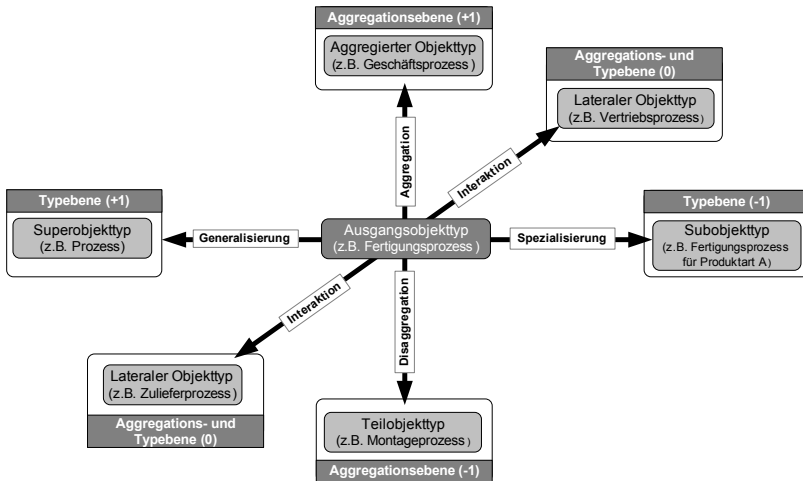 Aggregationsebene (+1)
Aggregierter Objekttyp
(z.B. Geschäftsprozess)
Aggregations- und
Typebene (0)
Lateraler Objekttyp
(z.B. Vertriebsprozess)
Aggregation
Interaktion
Typebene (+1)
Superobjekttyp
(z.B. Prozess)
Generalisierung
Ausgangsobjekttyp
(z.B. Fertigungsprozess)
Spezialisierung
Typebene (-1)
Subobjekttyp
(z.B. Fertigungsprozess
für Produktart A)
Interaktion
Disaggregation
Lateraler Objekttyp
(z.B. Zulieferprozess)
Aggregations- und
Typebene (0)
Teilobjekttyp
(z.B. Montageprozess)
Aggregationsebene (-1)